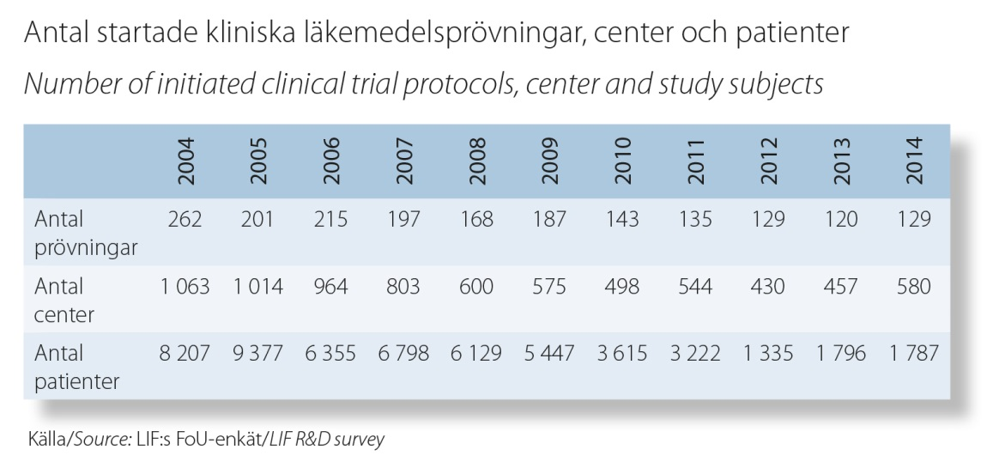 Antal startade kliniska läkemedelsprövningar, center och patienter
Number of initiated clinical trial protocols, center and study subjects
2004 2005 2006 2007 2008 2009 2010 2011 2012 2013 2014
Antal prövningar 262 201 215 197 168 187 143 135 129 120 129
Antal center 1 063 1 014 964 803 600 575 498 544 430 457 580
Antal patienter 8 207 9 377 6 355 6 798 6 129 5 447 3 615 3 222 1 335 1 796 1 787
Källa/Source: LIF:s FoU-enkät/LIF R&D survey